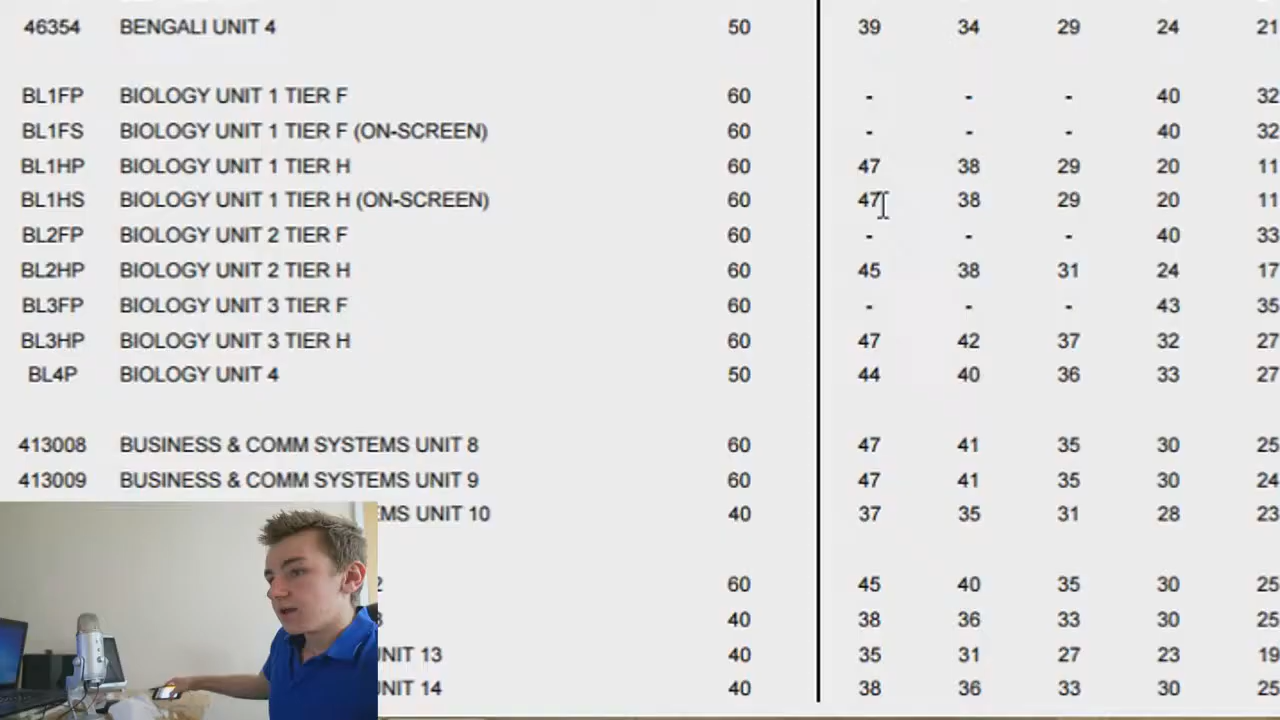 46354 BENGALI UNIT 4 50 39 34 29 24 21
BL1FP BIOLOGY UNIT 1 TIER F 60 - - - 40 32
BL1FS BIOLOGY UNIT 1 TIER F (ON-SCREEN) 60 - - - 40 32
BL1HP BIOLOGY UNIT 1 TIER H 60 47 38 29 20 11
BL1HS BIOLOGY UNIT 1 TIER H (ON-SCREEN) 60 47 38 29 20 11
BL2FP BIOLOGY UNIT 2 TIER F 60 - - - 40 33
BL2HP BIOLOGY UNIT 2 TIER H 60 45 38 31 24 17
BL3FP BIOLOGY UNIT 3 TIER F 60 - - - 43 35
BL3HP BIOLOGY UNIT 3 TIER H 60 47 42 37 32 27
BL4P BIOLOGY UNIT 4 50 44 40 36 33 27
413008 BUSINESS & COMM SYSTEMS UNIT 8 60 47 41 35 30 25
413009 BUSINESS & COMM SYSTEMS UNIT 9 60 47 41 35 30 24
EMS UNIT 10 40 37 35 31 28 23
2 60 45 40 35 30 25
3 40 38 36 33 30 25
UNIT 13 40 35 31 27 23 19
UNIT 14 40 38 36 33 30 25